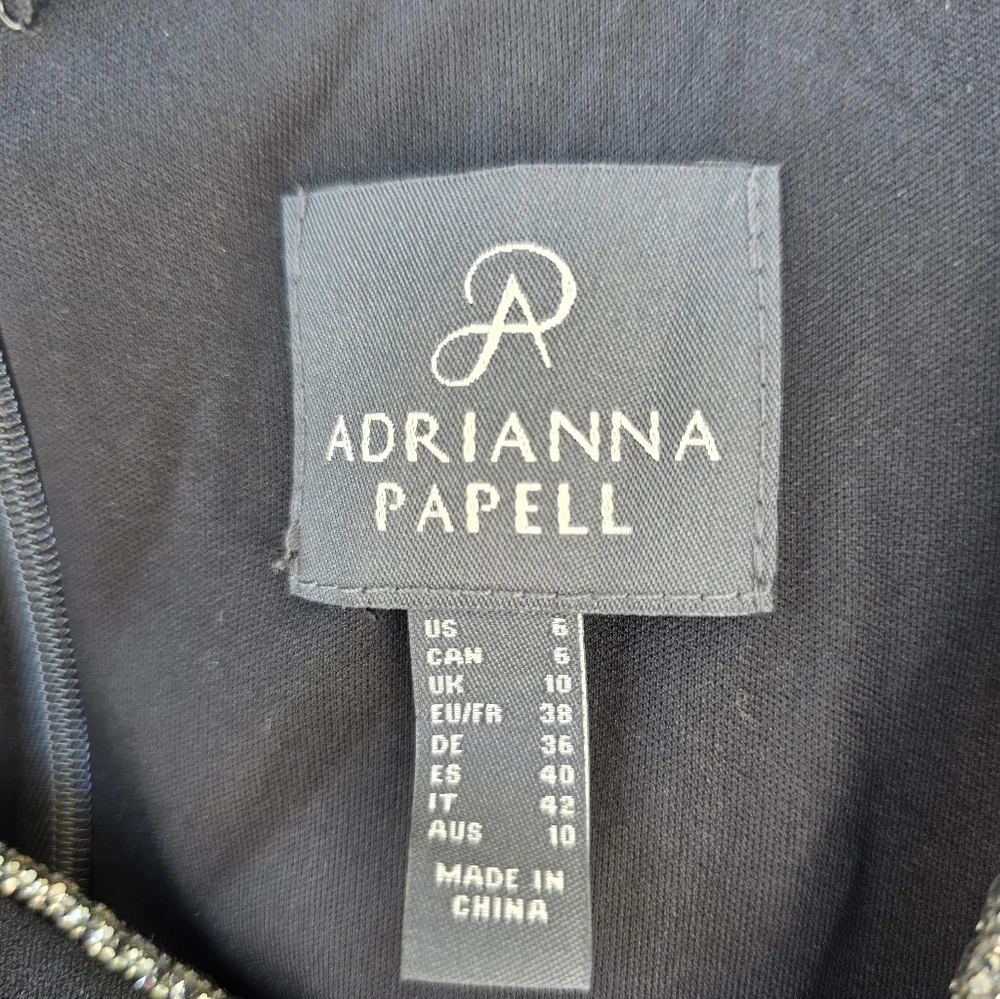 AP
ADRIANNA
PAPELL
US 6
CAN 6
UK 10
EU/FR 38
DE 36
ES 40
IT 42
AUS 10
MADE IN
CHINA